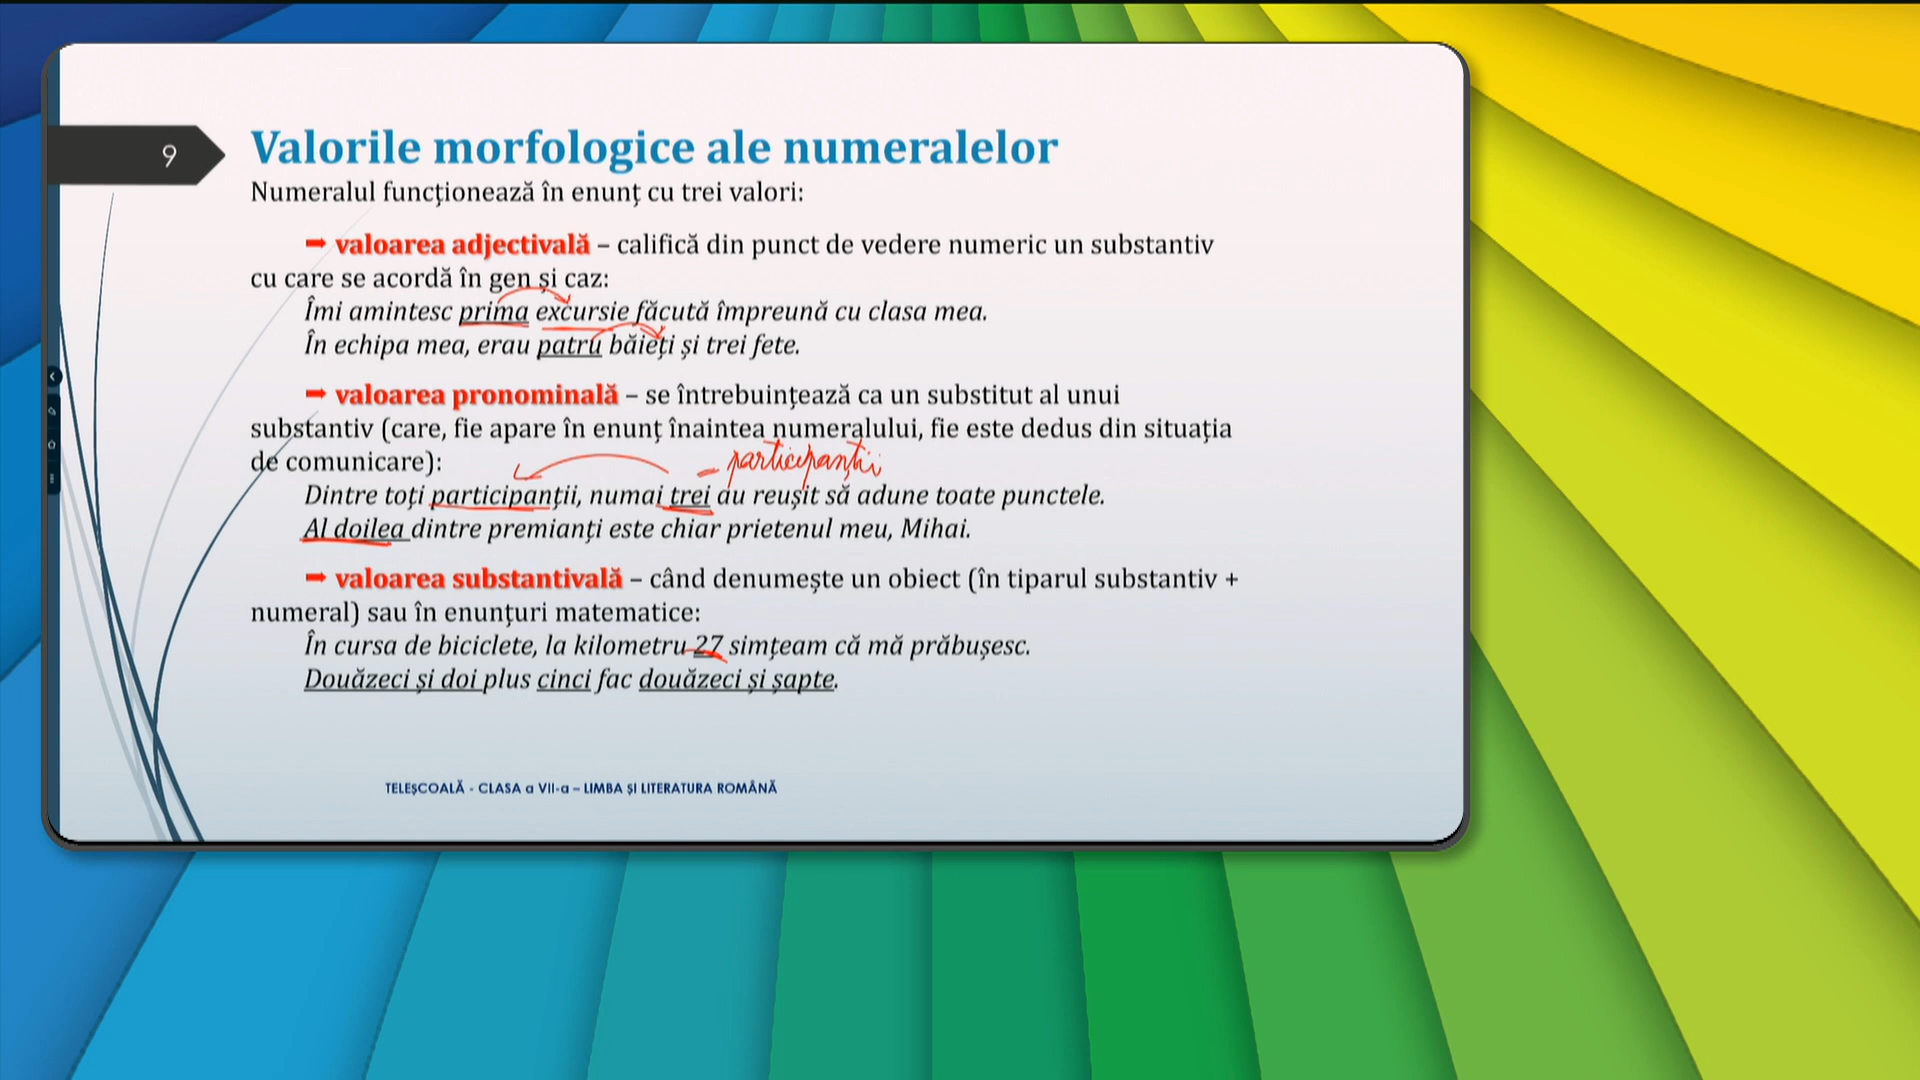 9
Valorile morfologice ale numeralelor
Numeralul funcționează în enunț cu trei valori:
➡ valoarea adjectivală – califică din punct de vedere numeric un substantiv
cu care se acordă în gen și caz:
Îmi amintesc prima excursie făcută împreună cu clasa mea.
În echipa mea, erau patru băieți și trei fete.
➡ valoarea pronominală – se întrebuințează ca un substitut al unui
substantiv (care, fie apare în enunț înaintea numeralului, fie este dedus din situația
de comunicare):
– participanții
Dintre toți participanții, numai trei au reușit să adune toate punctele.
Al doilea dintre premianți este chiar prietenul meu, Mihai.
➡ valoarea substantivală – când denumește un obiect (în tiparul substantiv +
numeral) sau în enunțuri matematice:
În cursa de biciclete, la kilometru 27 simțeam că mă prăbușesc.
Douăzeci și doi plus cinci fac douăzeci și șapte.
TELEȘCOALĂ - CLASA a VII-a – LIMBA ȘI LITERATURA ROMÂNĂ